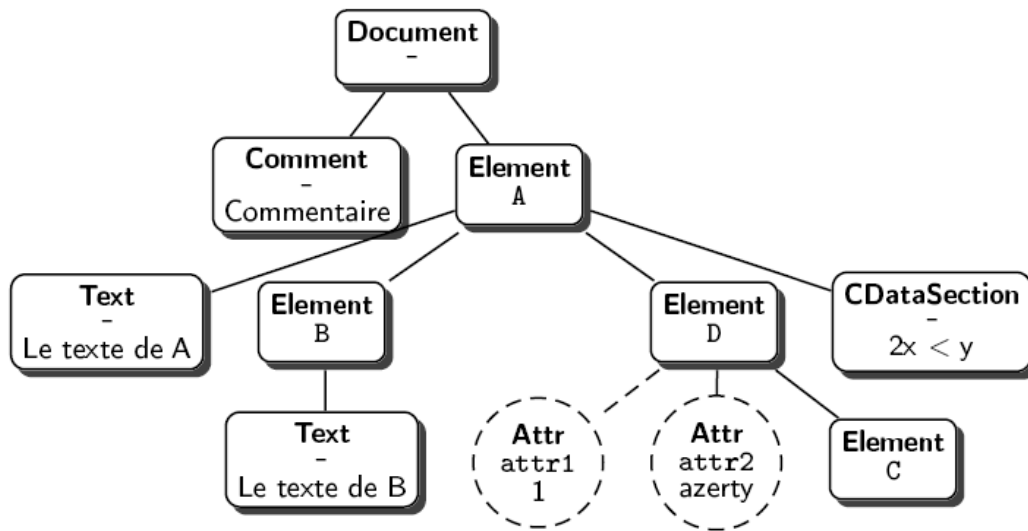 Document
–
Comment
–
Commentaire
Element
A
Text
–
Le texte de A
Element
B
Element
D
CDataSection
–
2x < y
Text
–
Le texte de B
Attr
attr1
1
Attr
attr2
azerty
Element
C